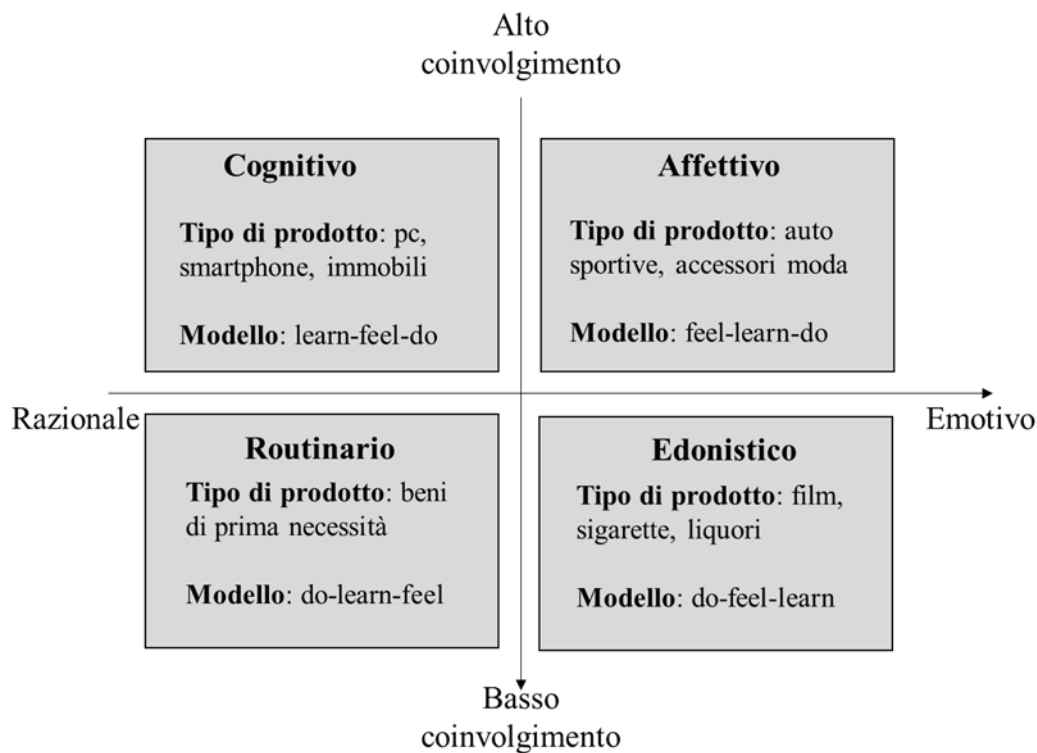 Alto
coinvolgimento
Cognitivo
Tipo di prodotto: pc,
smartphone, immobili
Modello: learn-feel-do
Affettivo
Tipo di prodotto: auto
sportive, accessori moda
Modello: feel-learn-do
Razionale
Emotivo
Routinario
Tipo di prodotto: beni
di prima necessità
Modello: do-learn-feel
Edonistico
Tipo di prodotto: film,
sigarette, liquori
Modello: do-feel-learn
Basso
coinvolgimento